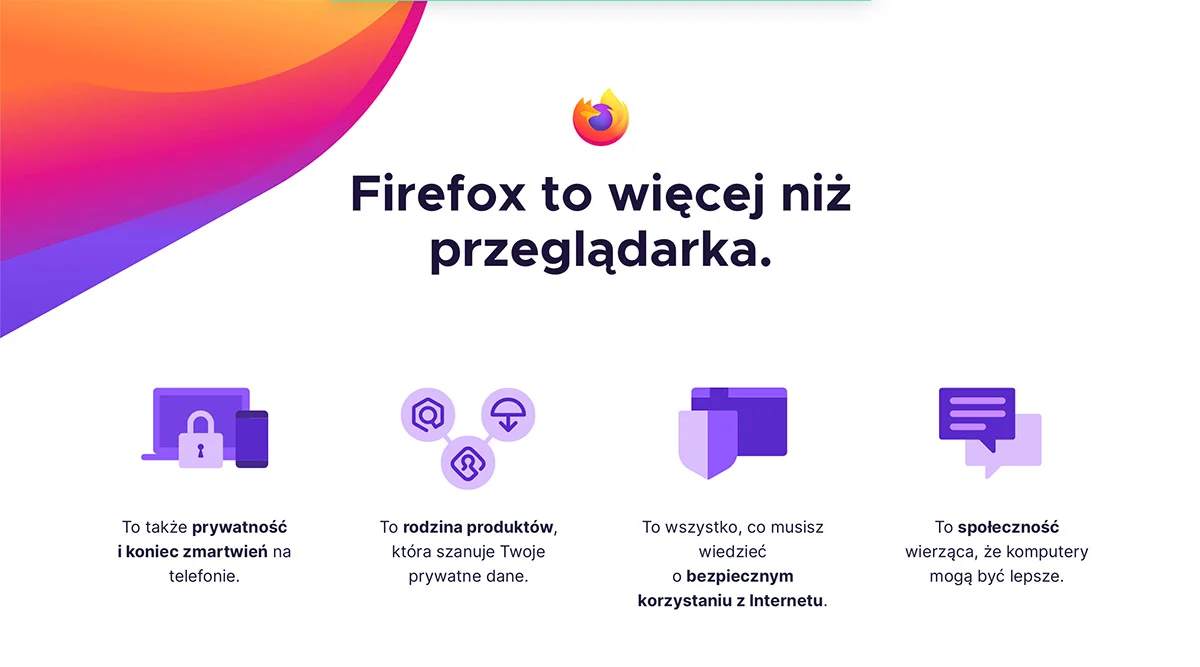 Firefox to więcej niż
przeglądarka.
To także prywatność
i koniec zmartwień na
telefonie.
To rodzina produktów,
która szanuje Twoje
prywatne dane.
To wszystko, co musisz
wiedzieć
o bezpiecznym
korzystaniu z Internetu.
To społeczność
wierząca, że komputery
mogą być lepsze.